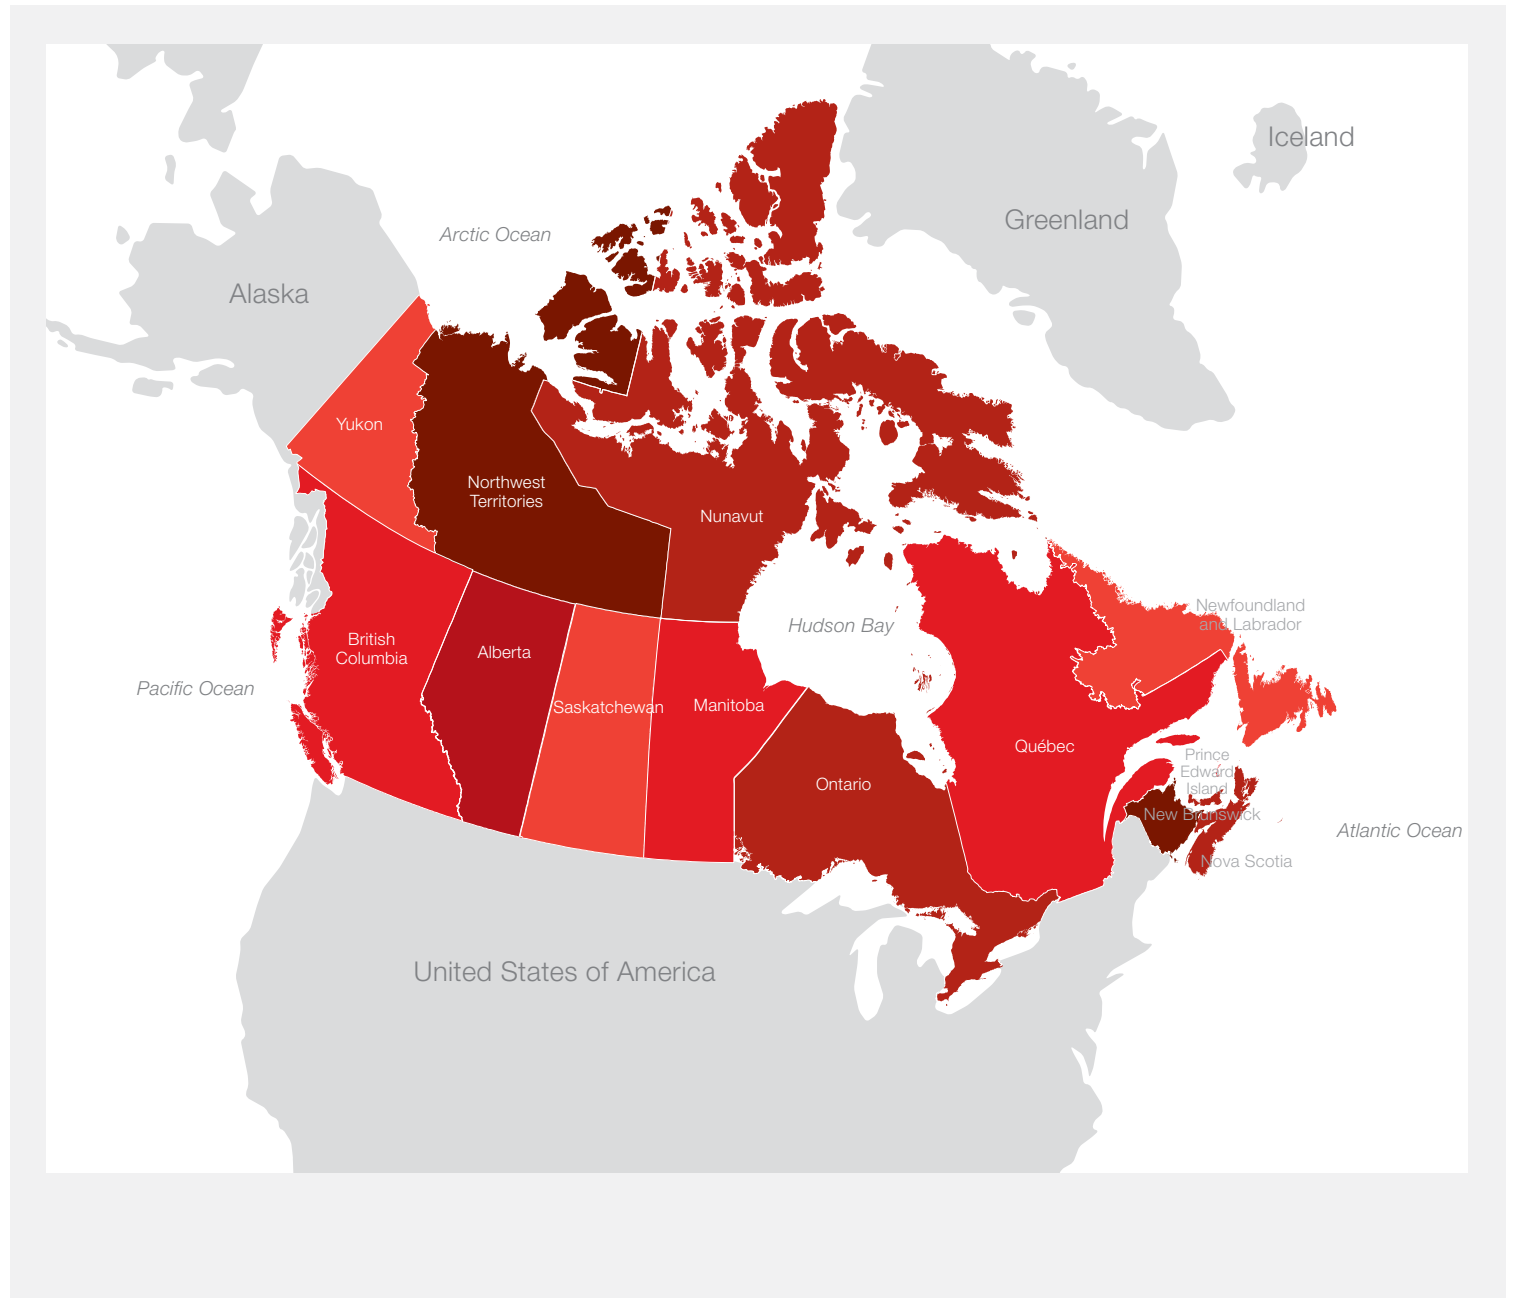 Iceland
Greenland
Arctic Ocean
Alaska
Yukon
Northwest
Territories
Nunavut
Newfoundland
and Labrador
Hudson Bay
British
Columbia
Alberta
Pacific Ocean
Saskatchewan
Manitoba
Québec
Prince
Edward
Island
Ontario
New Brunswick
Atlantic Ocean
Nova Scotia
United States of America